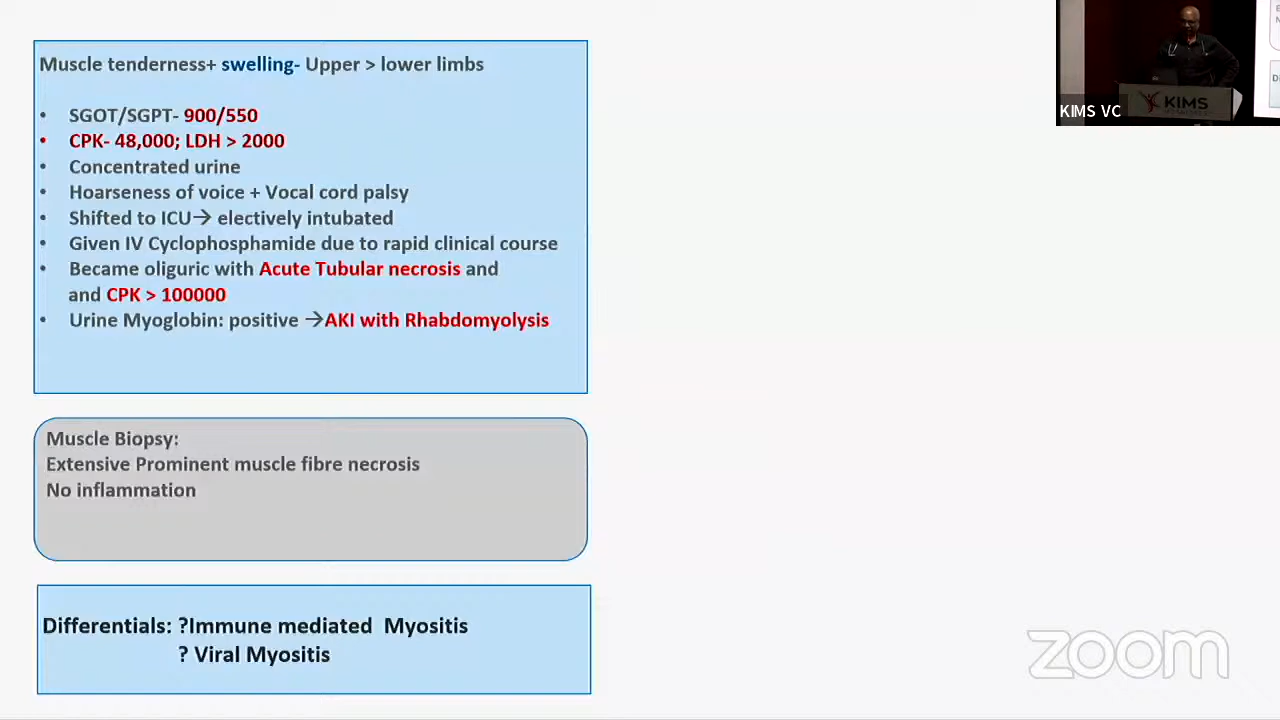 Muscle tenderness+ swelling- Upper > lower limbs
• SGOT/SGPT- 900/550
• CPK- 48,000; LDH > 2000
• Concentrated urine
• Hoarseness of voice + Vocal cord palsy
• Shifted to ICU→ electively intubated
• Given IV Cyclophosphamide due to rapid clinical course
• Became oliguric with Acute Tubular necrosis and
and CPK > 100000
• Urine Myoglobin: positive →AKI with Rhabdomyolysis
Muscle Biopsy:
Extensive Prominent muscle fibre necrosis
No inflammation
Differentials: ?Immune mediated Myositis
? Viral Myositis
KIMS
KIMS VC
zoom